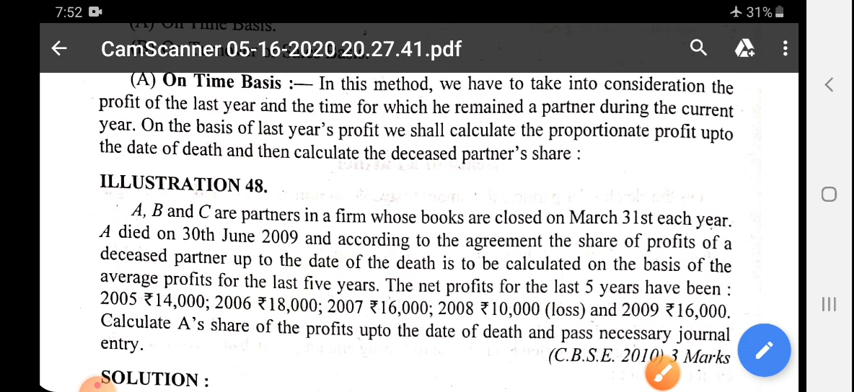 7:52
31%
CamScanner 05-16-2020 20.27.41.pdf
(A) On Time Basis.
(A) On Time Basis :— In this method, we have to take into consideration the
profit of the last year and the time for which he remained a partner during the current
year. On the basis of last year's profit we shall calculate the proportionate profit upto
the date of death and then calculate the deceased partner's share :
ILLUSTRATION 48.
A, B and C are partners in a firm whose books are closed on March 31st each year.
A died on 30th June 2009 and according to the agreement the share of profits of a
deceased partner up to the date of the death is to be calculated on the basis of the
average profits for the last five years. The net profits for the last 5 years have been :
2005 ₹14,000; 2006 ₹18,000; 2007 ₹16,000; 2008 ₹10,000 (loss) and 2009 ₹16,000.
Calculate A's share of the profits upto the date of death and pass necessary journal
entry. (C.B.S.E. 2010) 3 Marks
SOLUTION :